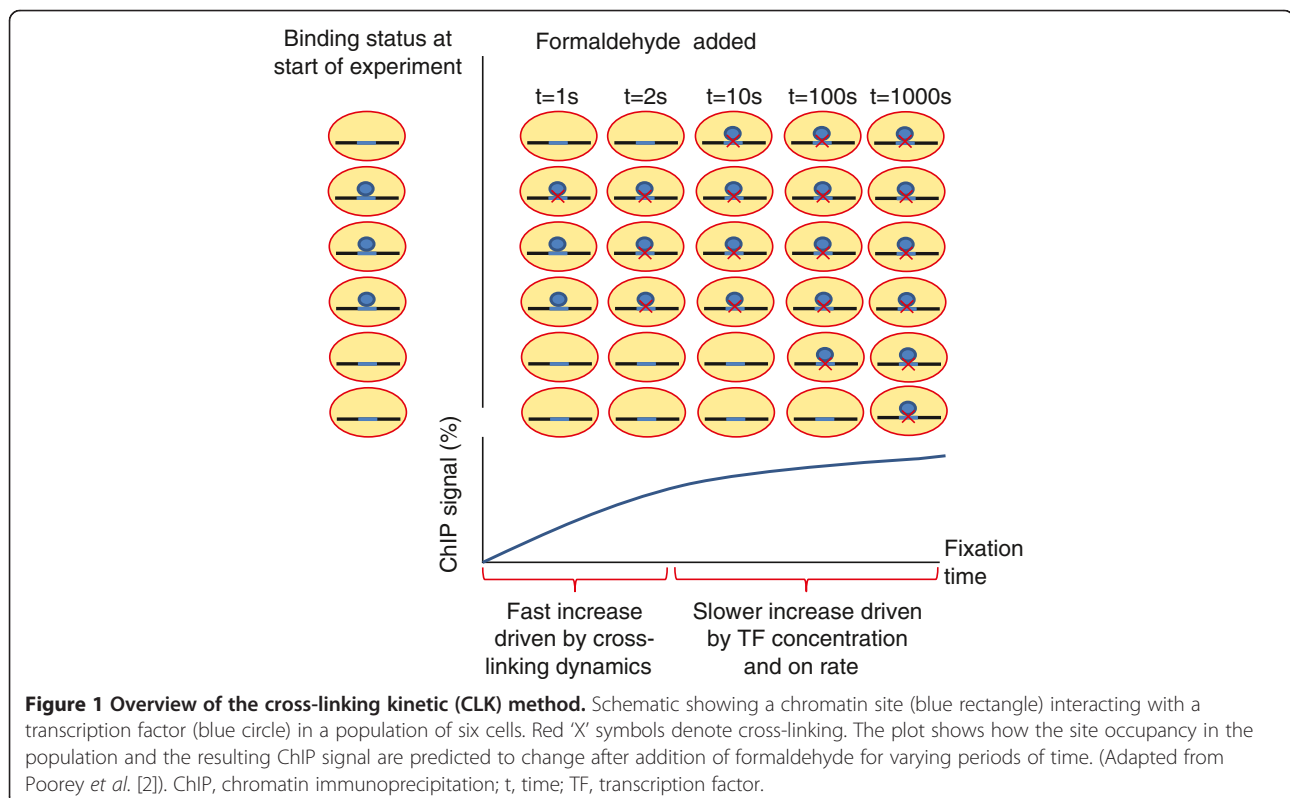 Binding status at
start of experiment
Formaldehyde added
t=1s t=2s t=10s t=100s t=1000s
ChIP signal (%)
Fixation
time
Fast increase
driven by cross-
linking dynamics
Slower increase driven
by TF concentration
and on rate
Figure 1 Overview of the cross-linking kinetic (CLK) method. Schematic showing a chromatin site (blue rectangle) interacting with a
transcription factor (blue circle) in a population of six cells. Red ‘X’ symbols denote cross-linking. The plot shows how the site occupancy in the
population and the resulting ChIP signal are predicted to change after addition of formaldehyde for varying periods of time. (Adapted from
Poorey et al. [2]). ChIP, chromatin immunoprecipitation; t, time; TF, transcription factor.